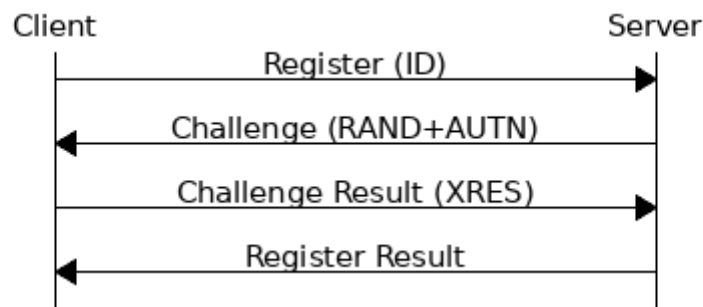 Client
Server
Register (ID)
Challenge (RAND+AUTN)
Challenge Result (XRES)
Register Result